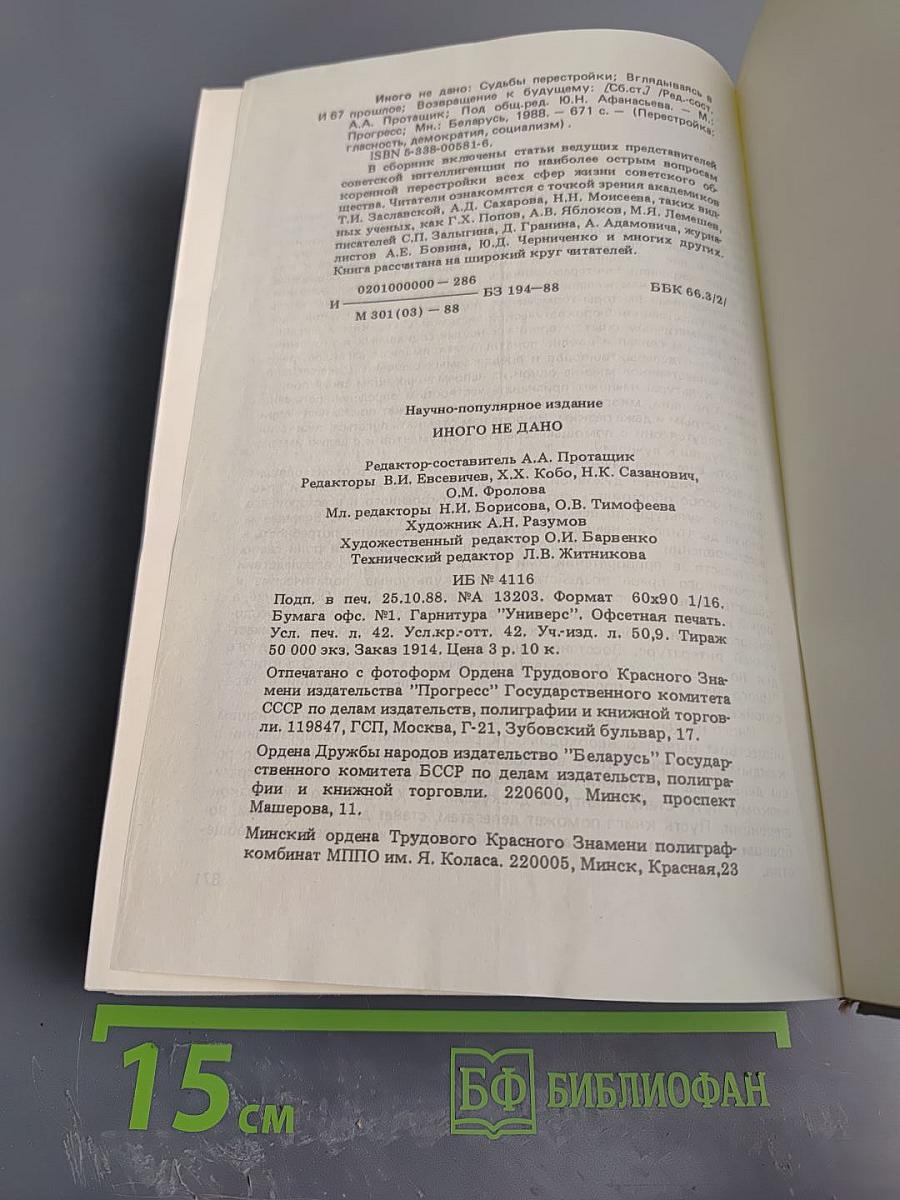 Иного не дано: Судьбы перестройки; Вглядываясь в
И 67 прошлое; Возвращение к будущему: [Сб.ст.] /Ред.-сост.
А.А. Протащик; Под общ.ред. Ю.Н. Афанасьева. – М.:
Прогресс; Мн.: Беларусь, 1988. – 671 с. – (Перестройка:
гласность, демократия, социализм).
ISBN 5-338-00581-6.
В сборник включены статьи ведущих представителей
советской интеллигенции по наиболее острым вопросам
коренной перестройки всех сфер жизни советского об-
щества. Читатели ознакомятся с точкой зрения академиков
Т.И. Заславской, А.Д. Сахарова, Н.Н. Моисеева, таких вид-
ных ученых, как Г.Х. Попов, А.В. Яблоков, М.Я. Лемешев,
писателей С.П. Залыгина, Д. Гранина, А. Адамовича, журна-
листов А.Е. Бовина, Ю.Д. Черниченко и многих других.
Книга рассчитана на широкий круг читателей.
0201000000 – 286
И БЗ 194–88 ББК 66.3/2/
М 301(03) – 88
Научно-популярное издание
ИНОГО НЕ ДАНО
Редактор-составитель А.А. Протащик
Редакторы В.И. Евсевичев, Х.Х. Кобо, Н.К. Сазанович,
О.М. Фролова
Мл. редакторы Н.И. Борисова, О.В. Тимофеева
Художник А.Н. Разумов
Художественный редактор О.И. Барвенко
Технический редактор Л.В. Житникова
ИБ № 4116
Подп. в печ. 25.10.88. №А 13203. Формат 60х90 1/16.
Бумага офс. №1. Гарнитура "Универс". Офсетная печать.
Усл. печ. л. 42. Усл.кр.-отт. 42. Уч.-изд. л. 50,9. Тираж
50 000 экз. Заказ 1914. Цена 3 р. 10 к.
Отпечатано с фотоформ Ордена Трудового Красного Зна-
мени издательства "Прогресс" Государственного комитета
СССР по делам издательств, полиграфии и книжной торгов-
ли. 119847, ГСП, Москва, Г-21, Зубовский бульвар, 17.
Ордена Дружбы народов издательство "Беларусь" Государ-
ственного комитета БССР по делам издательств, полигра-
фии и книжной торговли. 220600, Минск, проспект
Машерова, 11.
Минский ордена Трудового Красного Знамени полиграф-
комбинат МППО им. Я. Коласа. 220005, Минск, Красная,23
15 см
БФ БИБЛИОФАН